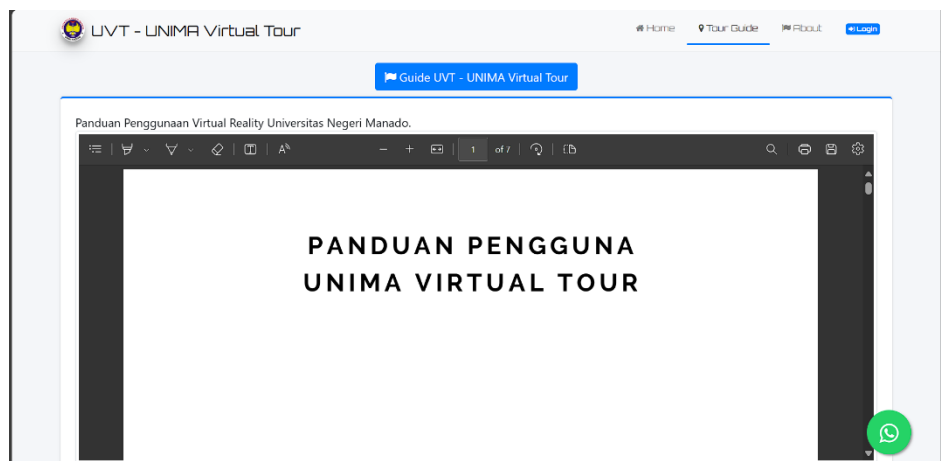 UVT - UNIMA Virtual Tour
Home
Tour Guide
About
Login
Guide UVT - UNIMA Virtual Tour
Panduan Penggunaan Virtual Reality Universitas Negeri Manado.
1 of 7
PANDUAN PENGGUNA
UNIMA VIRTUAL TOUR